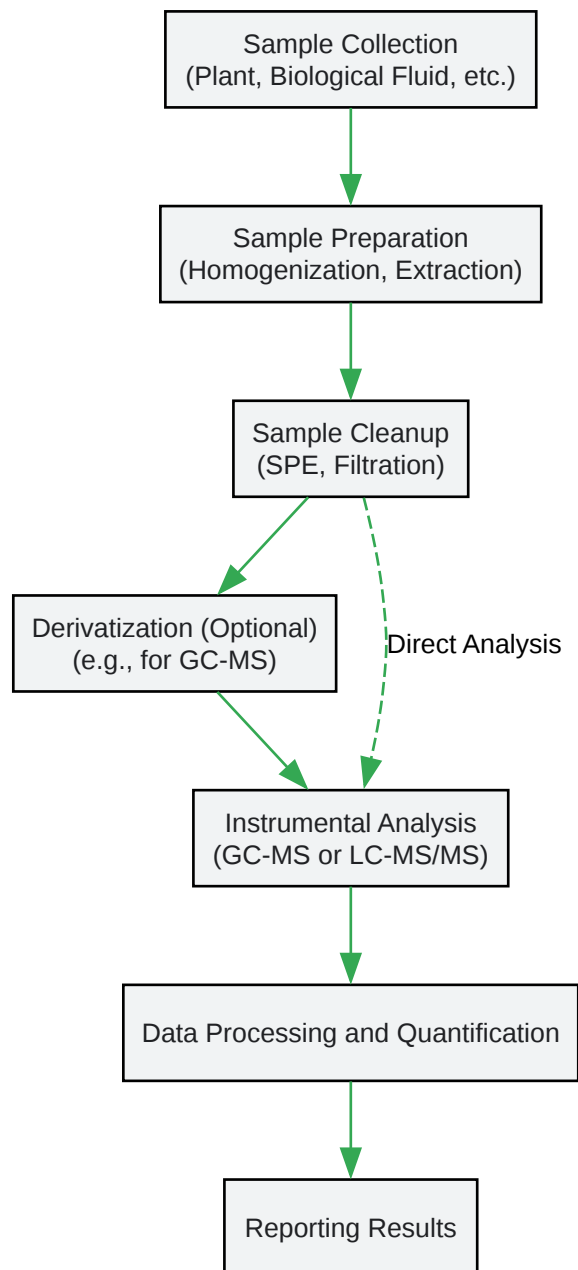 Sample Collection
(Plant, Biological Fluid, etc.)
Sample Preparation
(Homogenization, Extraction)
Sample Cleanup
(SPE, Filtration)
Derivatization (Optional)
(e.g., for GC-MS)
Direct Analysis
Instrumental Analysis
(GC-MS or LC-MS/MS)
Data Processing and Quantification
Reporting Results